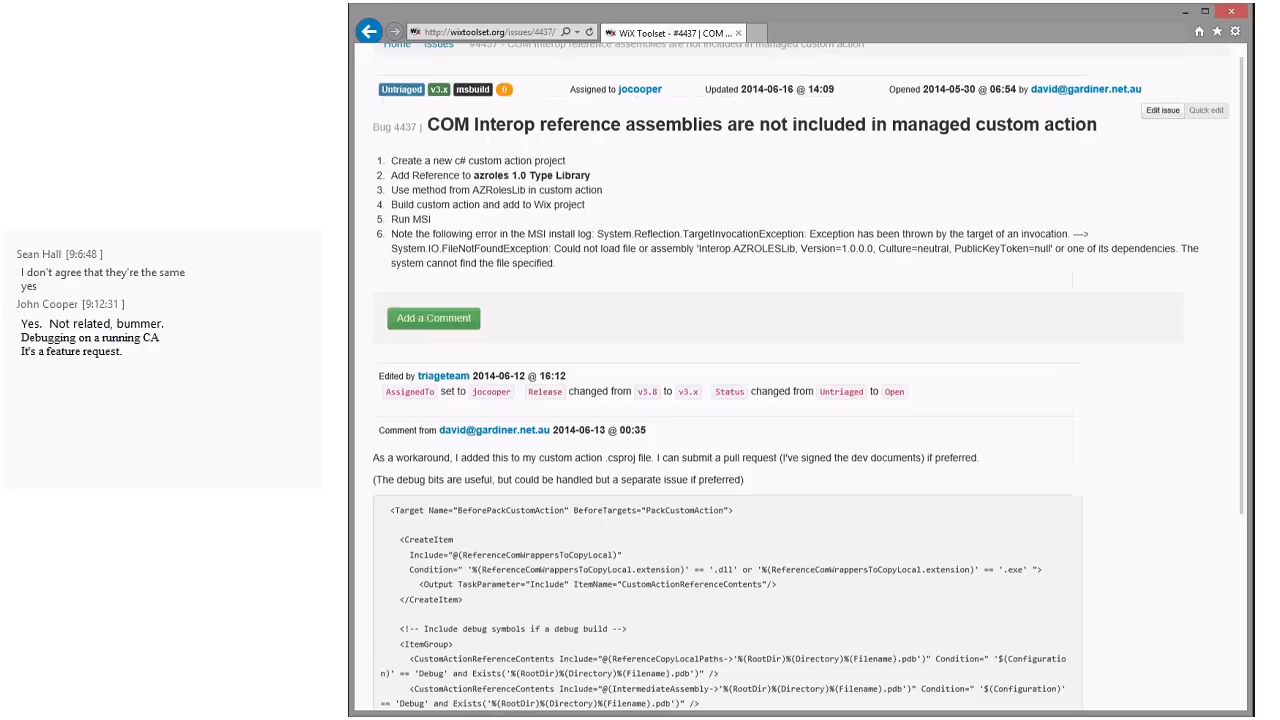 Sean Hall [9:6:48 ]
I don't agree that they're the same
yes
John Cooper [9:12:31 ]
Yes.  Not related, bummer.
Debugging on a running CA
It's a feature request.
http://wixtoolset.org/issues/4437/
WiX Toolset - #4437 | COM ...
Home Issues #4437 - COM Interop reference assemblies are not included in managed custom action
Untriaged v3.x msbuild 0 Assigned to jocooper Updated 2014-06-16 @ 14:09 Opened 2014-05-30 @ 06:54 by david@gardiner.net.au
Edit issue Quick edit
Bug 4437 | COM Interop reference assemblies are not included in managed custom action
1. Create a new c# custom action project
2. Add Reference to azroles 1.0 Type Library
3. Use method from AZRolesLib in custom action
4. Build custom action and add to Wix project
5. Run MSI
6. Note the following error in the MSI install log: System.Reflection.TargetInvocationException: Exception has been thrown by the target of an invocation. --->
System.IO.FileNotFoundException: Could not load file or assembly 'Interop.AZROLESLib, Version=1.0.0.0, Culture=neutral, PublicKeyToken=null' or one of its dependencies. The
system cannot find the file specified.
Add a Comment
Edited by triageteam 2014-06-12 @ 16:12
AssignedTo set to jocooper Release changed from v3.8 to v3.x Status changed from Untriaged to Open
Comment from david@gardiner.net.au 2014-06-13 @ 00:35
As a workaround, I added this to my custom action .csproj file. I can submit a pull request (I've signed the dev documents) if preferred.
(The debug bits are useful, but could be handled but a separate issue if preferred)
<Target Name="BeforePackCustomAction" BeforeTargets="PackCustomAction">
<CreateItem
Include="@(ReferenceComWrappersToCopyLocal)"
Condition=" '%(ReferenceComWrappersToCopyLocal.extension)' == '.dll' or '%(ReferenceComWrappersToCopyLocal.extension)' == '.exe' ">
<Output TaskParameter="Include" ItemName="CustomActionReferenceContents"/>
</CreateItem>
<!-- Include debug symbols if a debug build -->
<ItemGroup>
<CustomActionReferenceContents Include="@(ReferenceCopyLocalPaths->'%(RootDir)%(Directory)%(Filename).pdb')" Condition=" '$(Configuratio
n)' == 'Debug' and Exists('%(RootDir)%(Directory)%(Filename).pdb')" />
<CustomActionReferenceContents Include="@(IntermediateAssembly->'%(RootDir)%(Directory)%(Filename).pdb')" Condition=" '$(Configuration)'
== 'Debug' and Exists('%(RootDir)%(Directory)%(Filename).pdb')" />